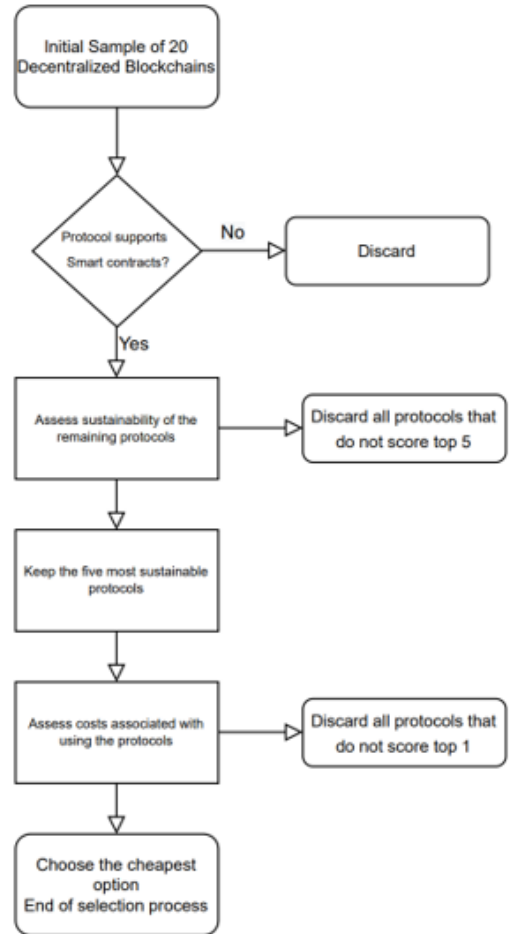 Initial Sample of 20
Decentralized Blockchains
Protocol supports
Smart contracts?
No
Discard
Yes
Assess sustainability of the
remaining protocols
Discard all protocols that
do not score top 5
Keep the five most sustainable
protocols
Assess costs associated with
using the protocols
Discard all protocols that
do not score top 1
Choose the cheapest
option
End of selection process